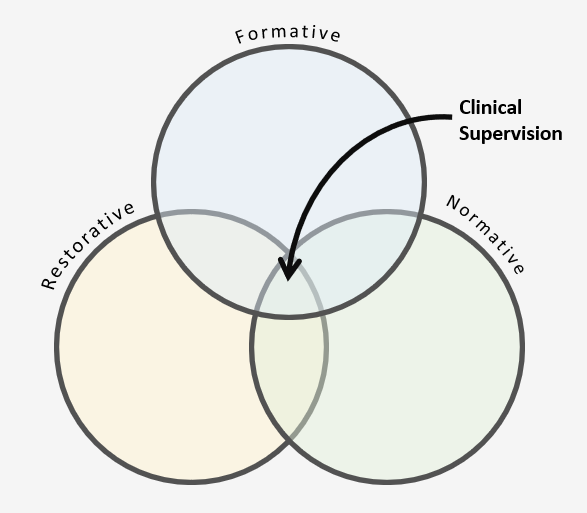 Formative
Clinical
Supervision
Restorative
Normative